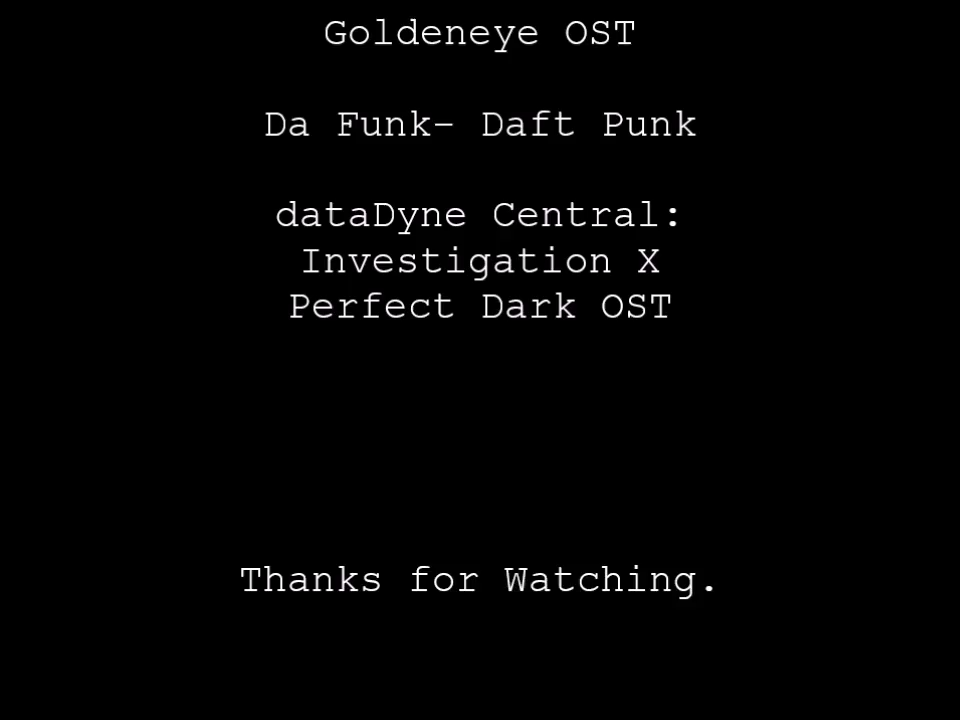 Goldeneye OST
Da Funk- Daft Punk
dataDyne Central:
Investigation X
Perfect Dark OST
Thanks for Watching.